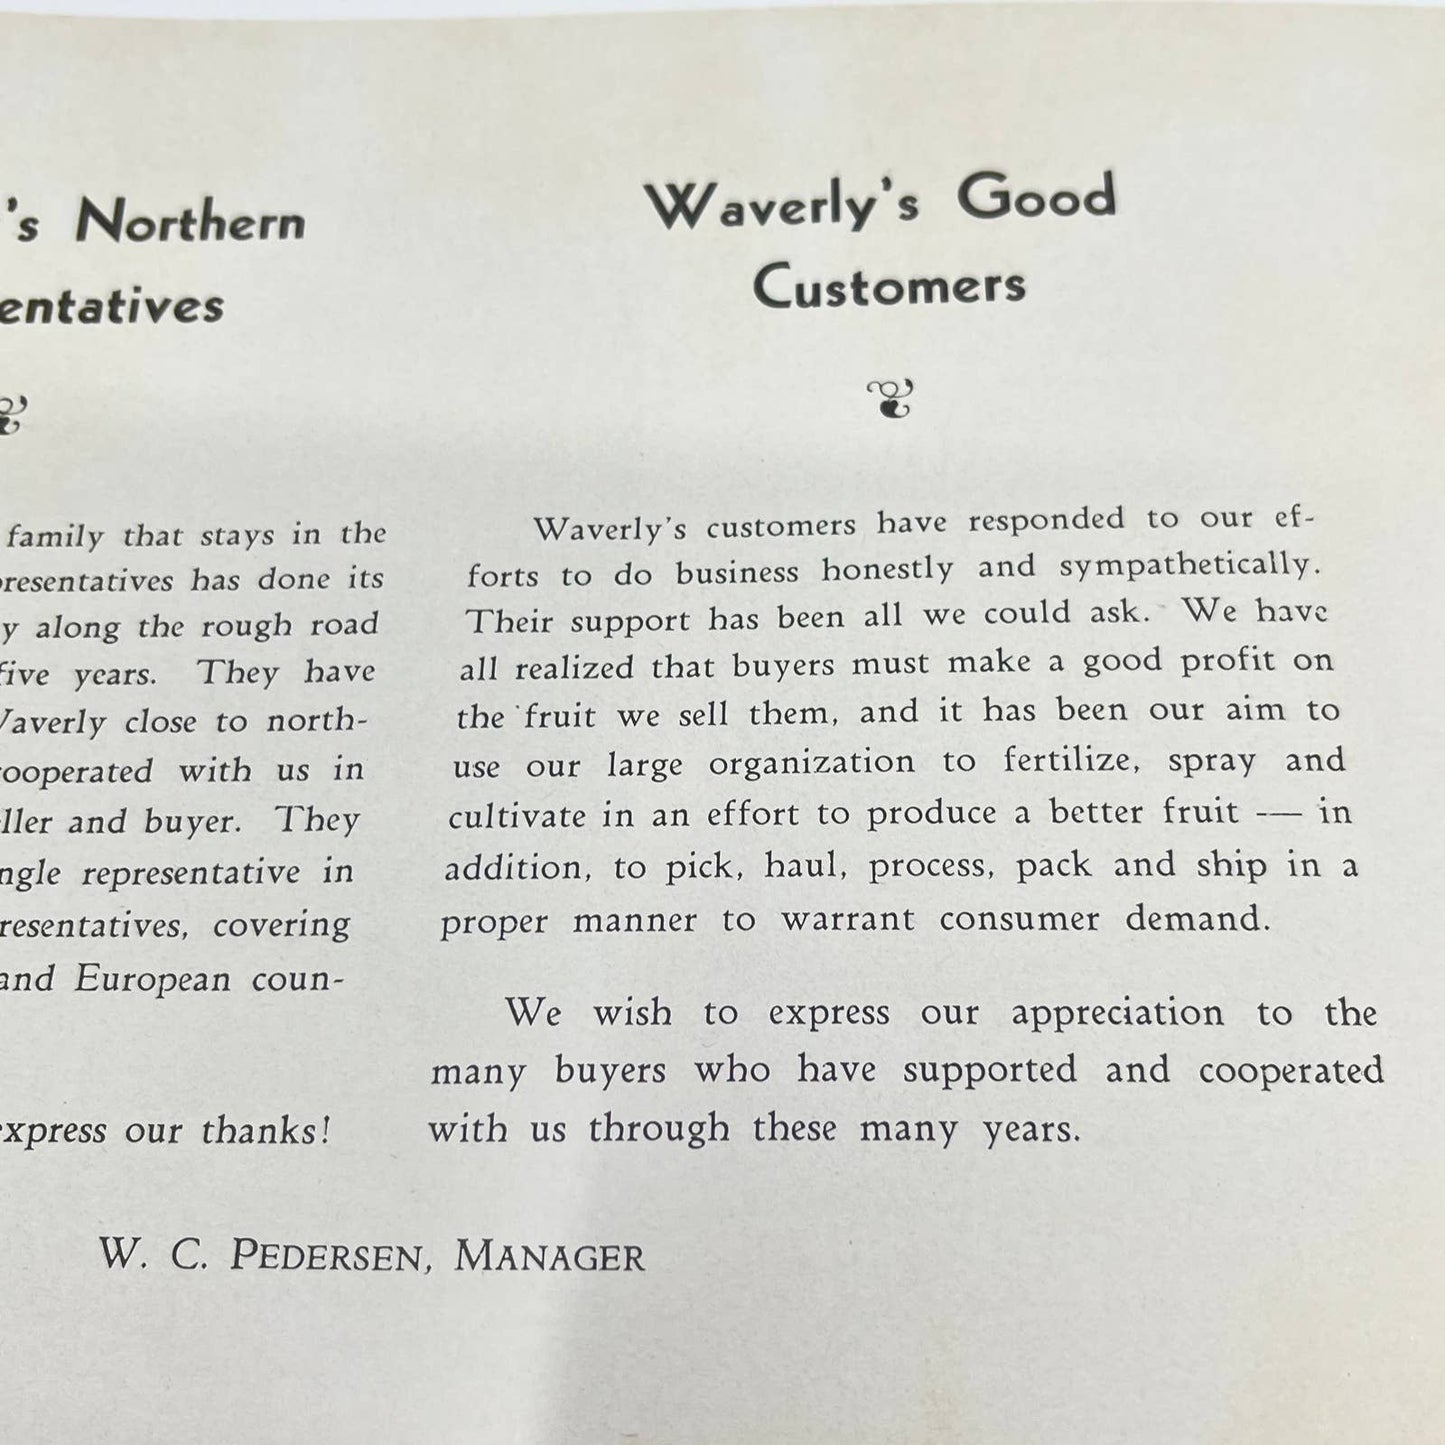 's Northern
entatives
family that stays in the
resentatives has done its
y along the rough road
five years. They have
Waverly close to north-
cooperated with us in
ller and buyer. They
ngle representative in
resentatives, covering
and European coun-
express our thanks!
Waverly's Good
Customers
Waverly's customers have responded to our ef-
forts to do business honestly and sympathetically.
Their support has been all we could ask. We have
all realized that buyers must make a good profit on
the fruit we sell them, and it has been our aim to
use our large organization to fertilize, spray and
cultivate in an effort to produce a better fruit — in
addition, to pick, haul, process, pack and ship in a
proper manner to warrant consumer demand.
We wish to express our appreciation to the
many buyers who have supported and cooperated
with us through these many years.
W. C. PEDERSEN, MANAGER